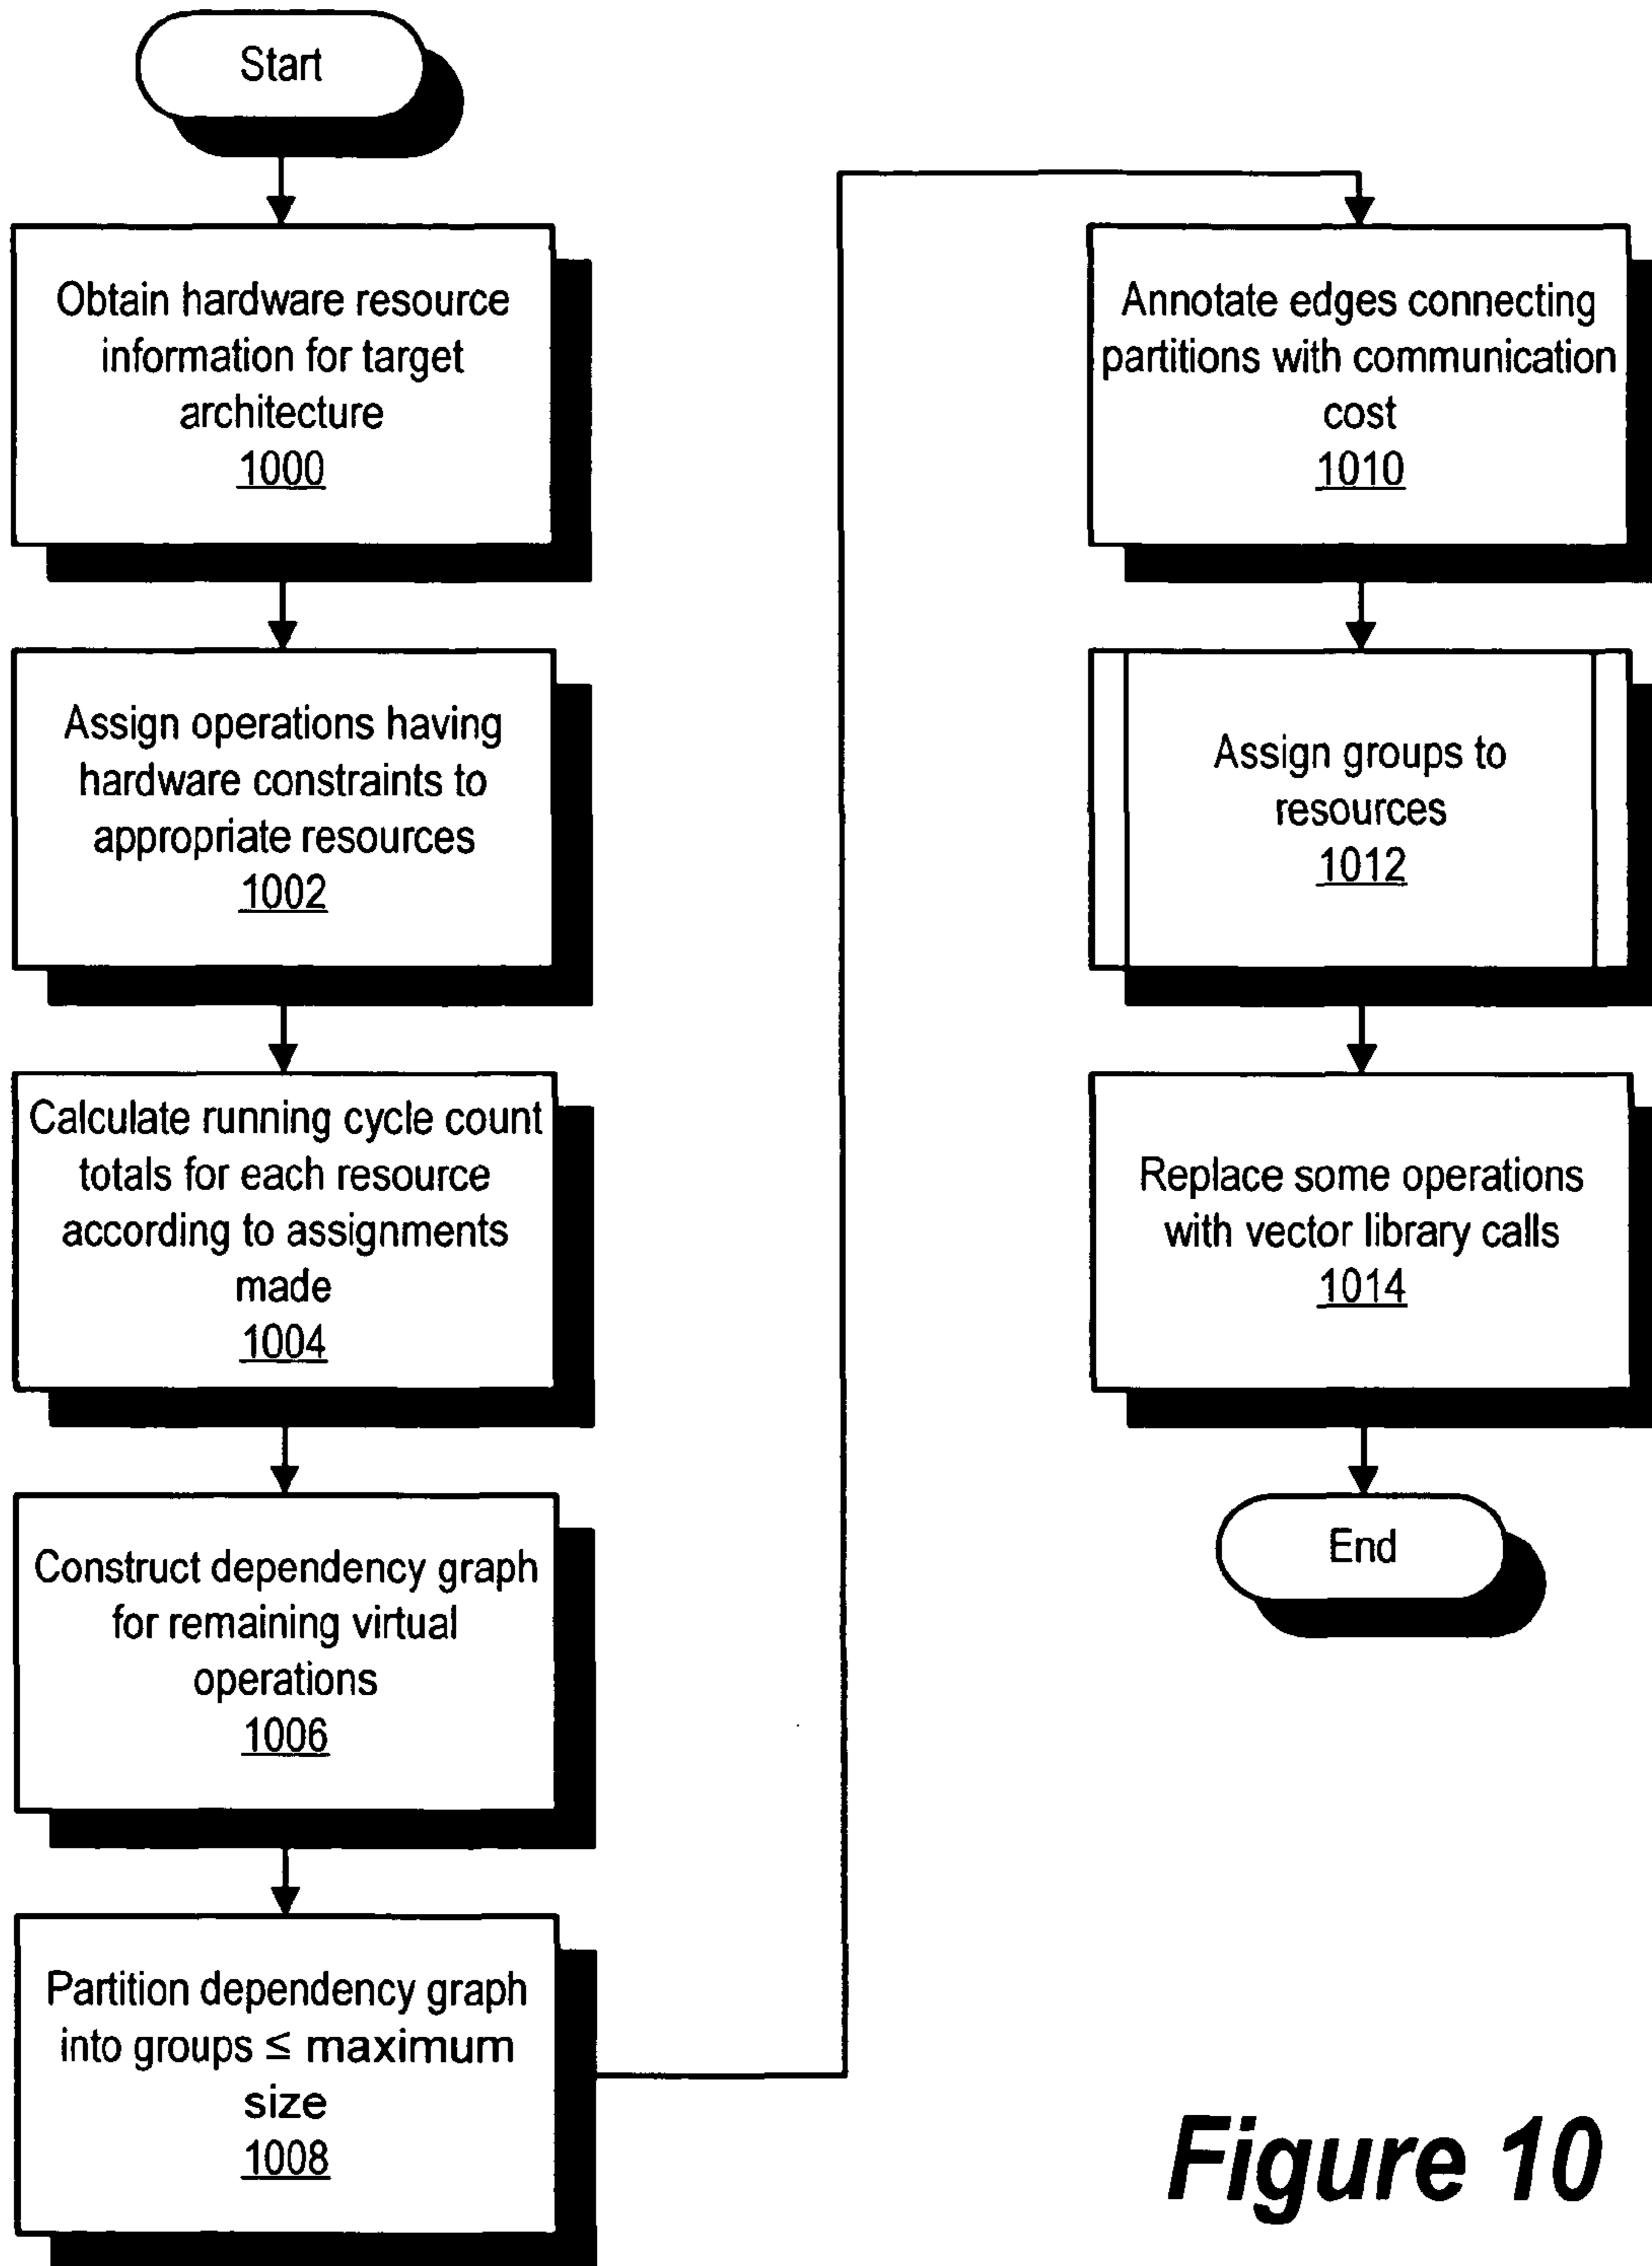 Start
Obtain hardware resource
information for target
architecture
1000
Assign operations having
hardware constraints to
appropriate resources
1002
Calculate running cycle count
totals for each resource
according to assignments
made
1004
Construct dependency graph
for remaining virtual
operations
1006
Partition dependency graph
into groups ≤ maximum
size
1008
Annotate edges connecting
partitions with communication
cost
1010
Assign groups to
resources
1012
Replace some operations
with vector library calls
1014
End
Figure 10